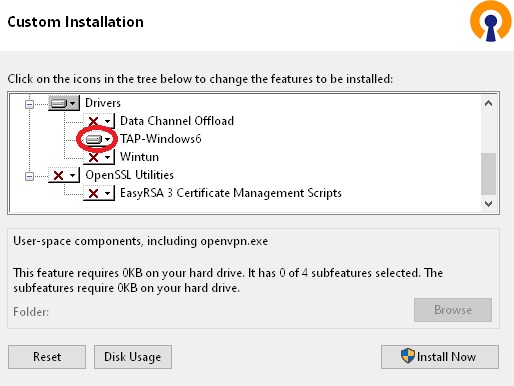 Custom Installation
Click on the icons in the tree below to change the features to be installed:
Drivers
Data Channel Offload
TAP-Windows6
Wintun
OpenSSL Utilities
EasyRSA 3 Certificate Management Scripts
User-space components, including openvpn.exe
This feature requires 0KB on your hard drive. It has 0 of 4 subfeatures selected. The
subfeatures require 0KB on your hard drive.
Folder:
Browse
Reset
Disk Usage
Install Now